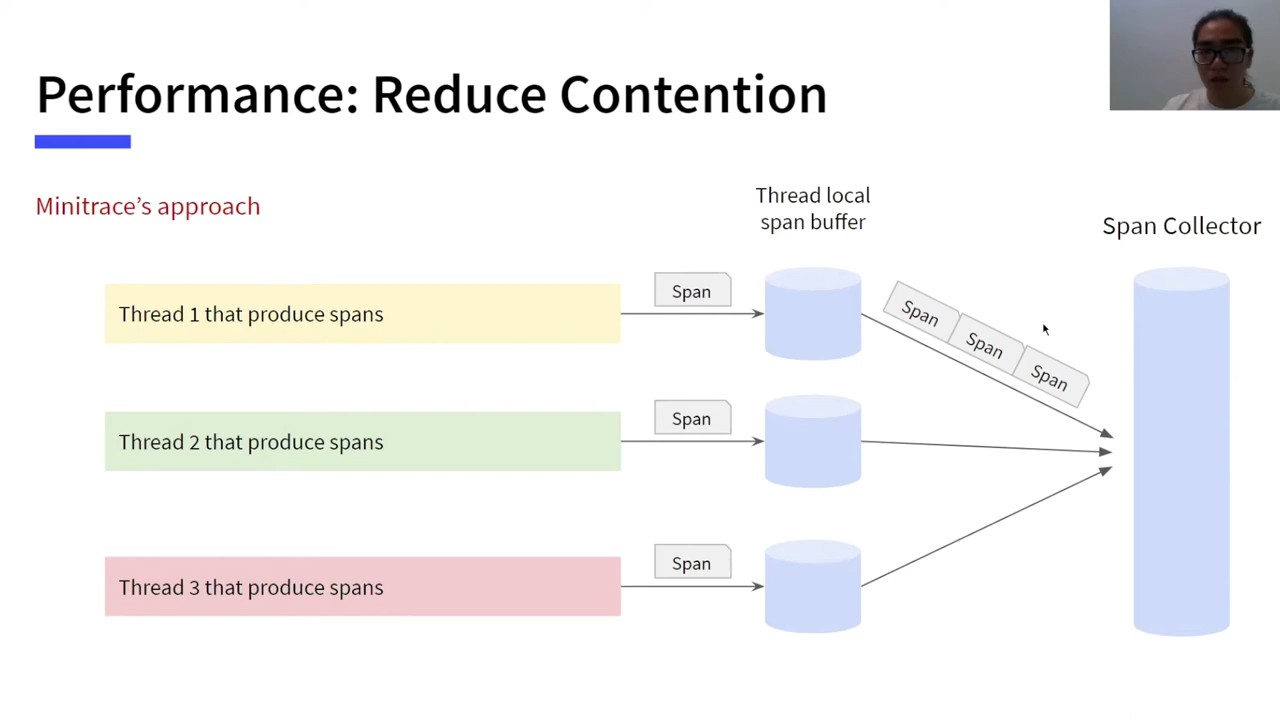 Performance: Reduce Contention
Minitrace's approach
Thread local
span buffer
Span Collector
Thread 1 that produce spans
Span
Span
Span
Span
Thread 2 that produce spans
Span
Thread 3 that produce spans
Span